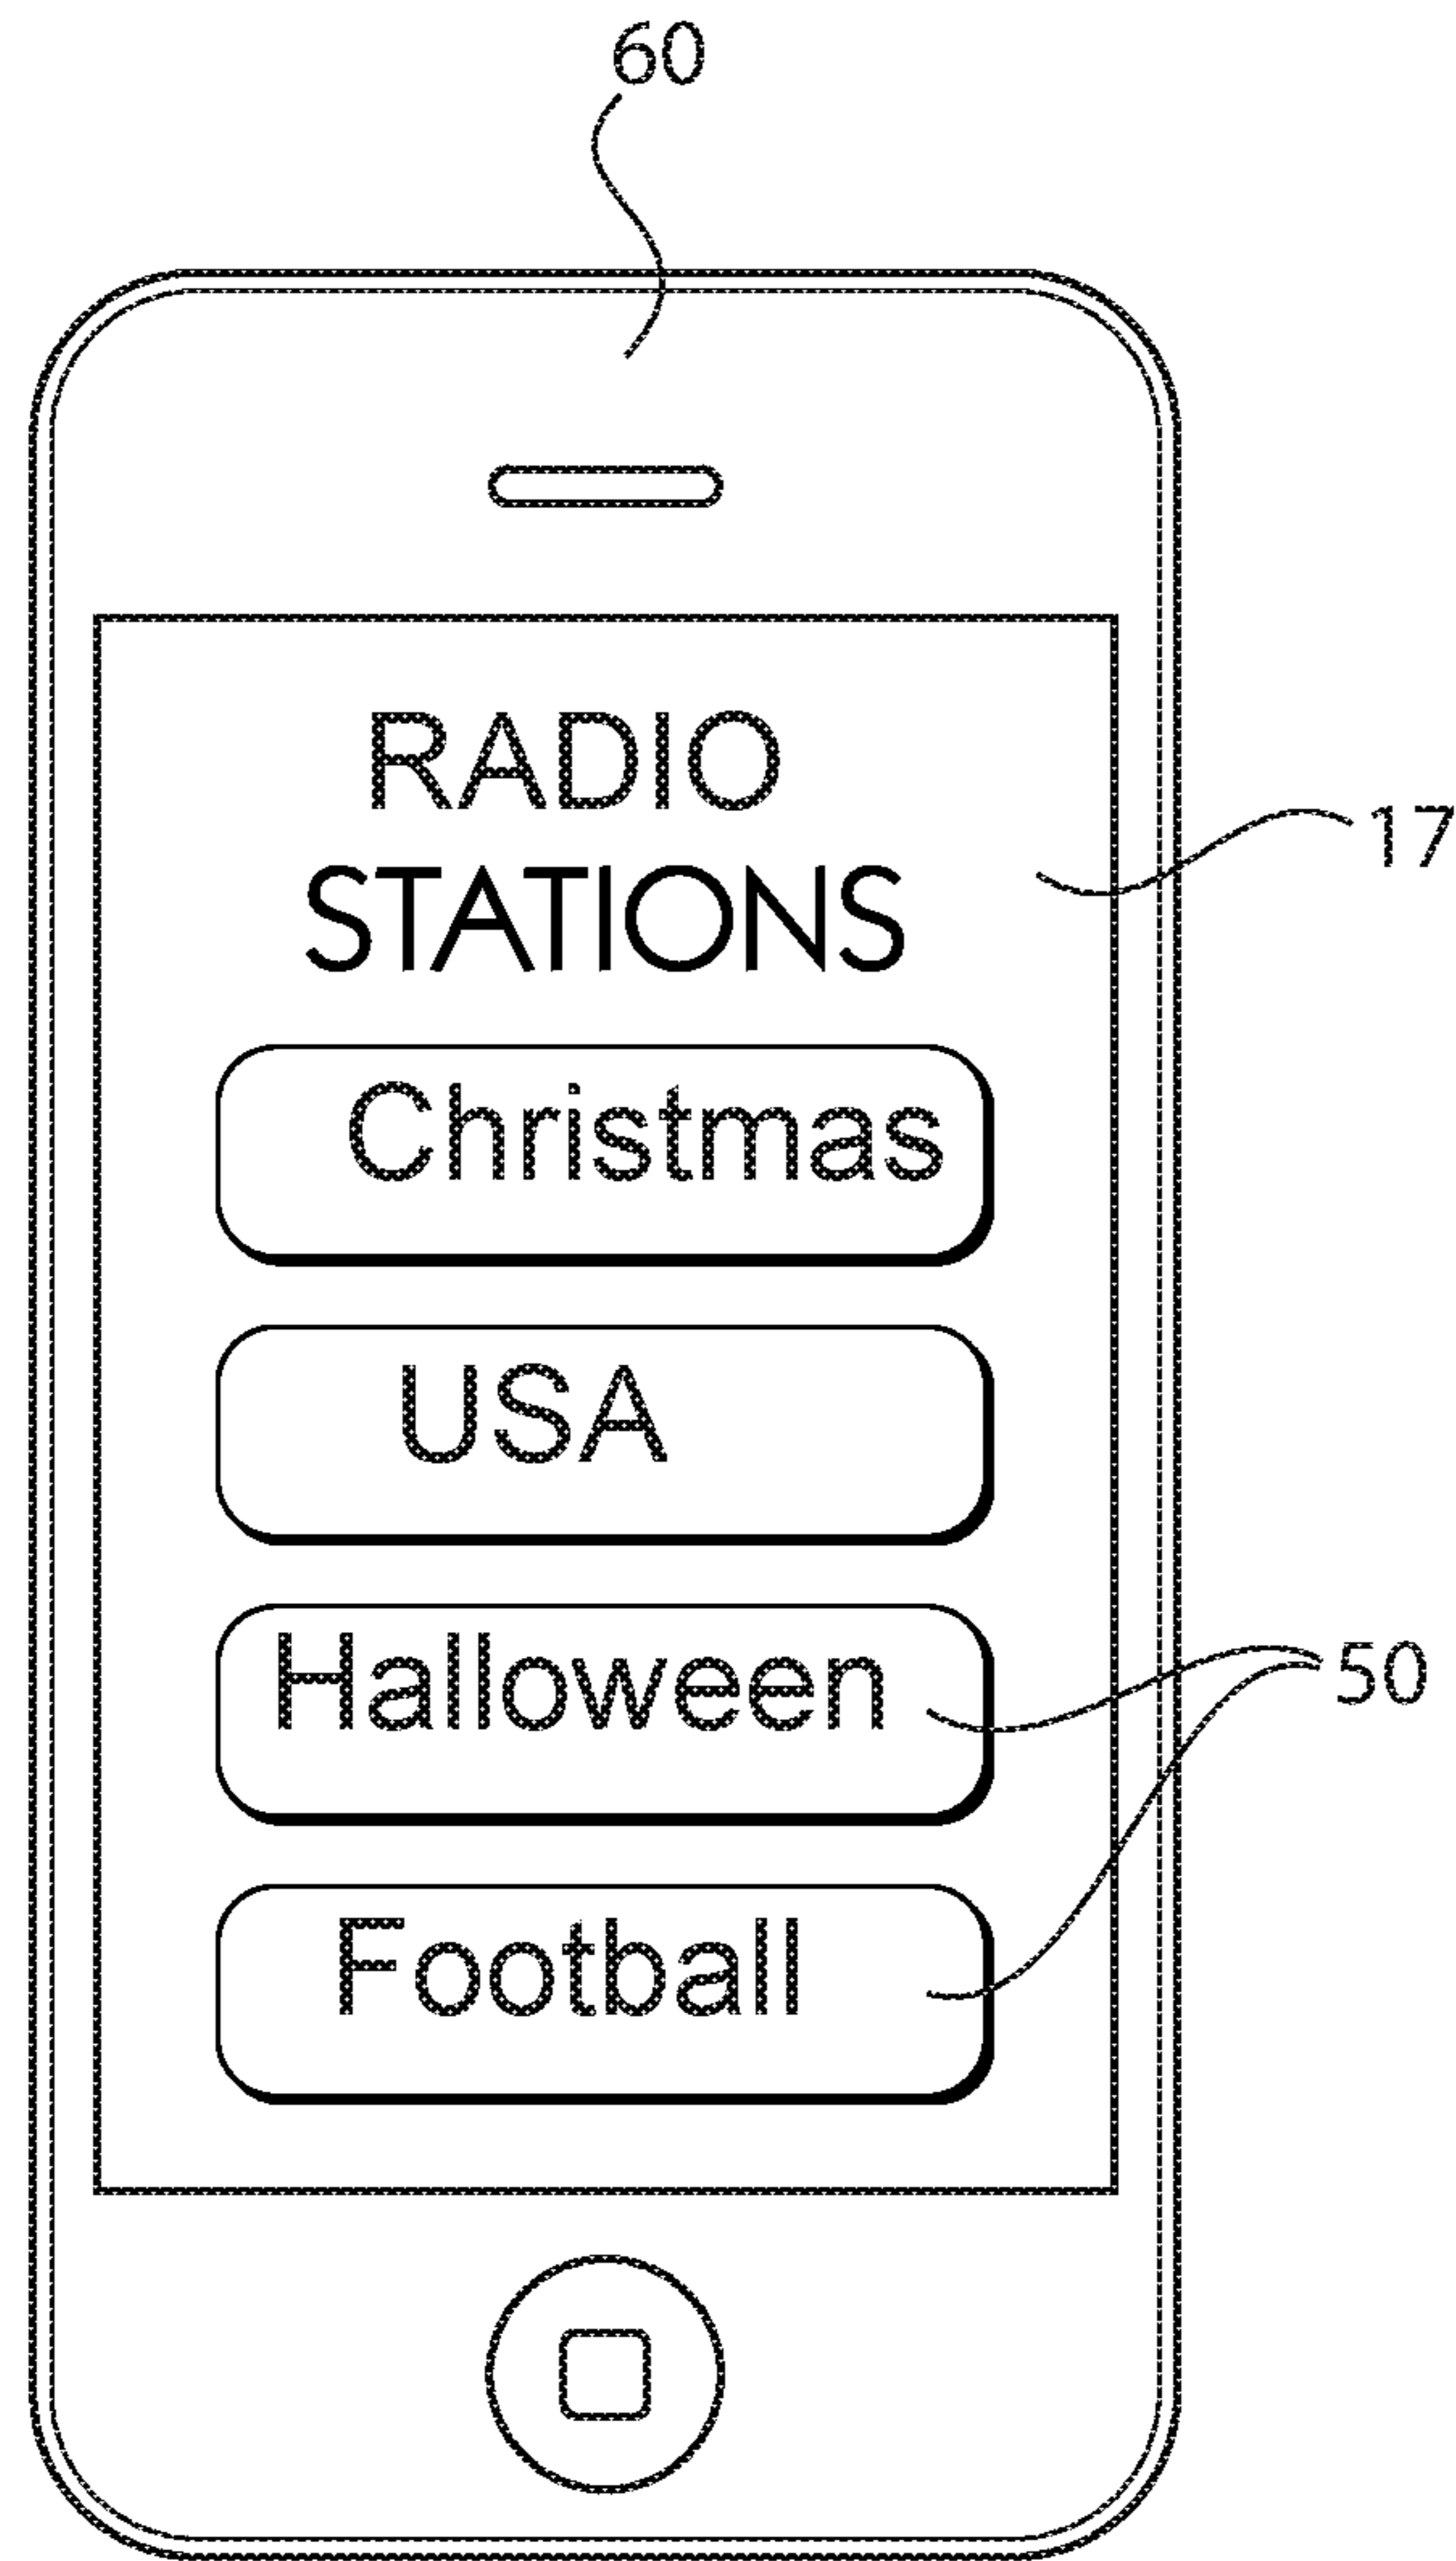 60
RADIO
17
STATIONS
Christmas
USA
Halloween
50
Football